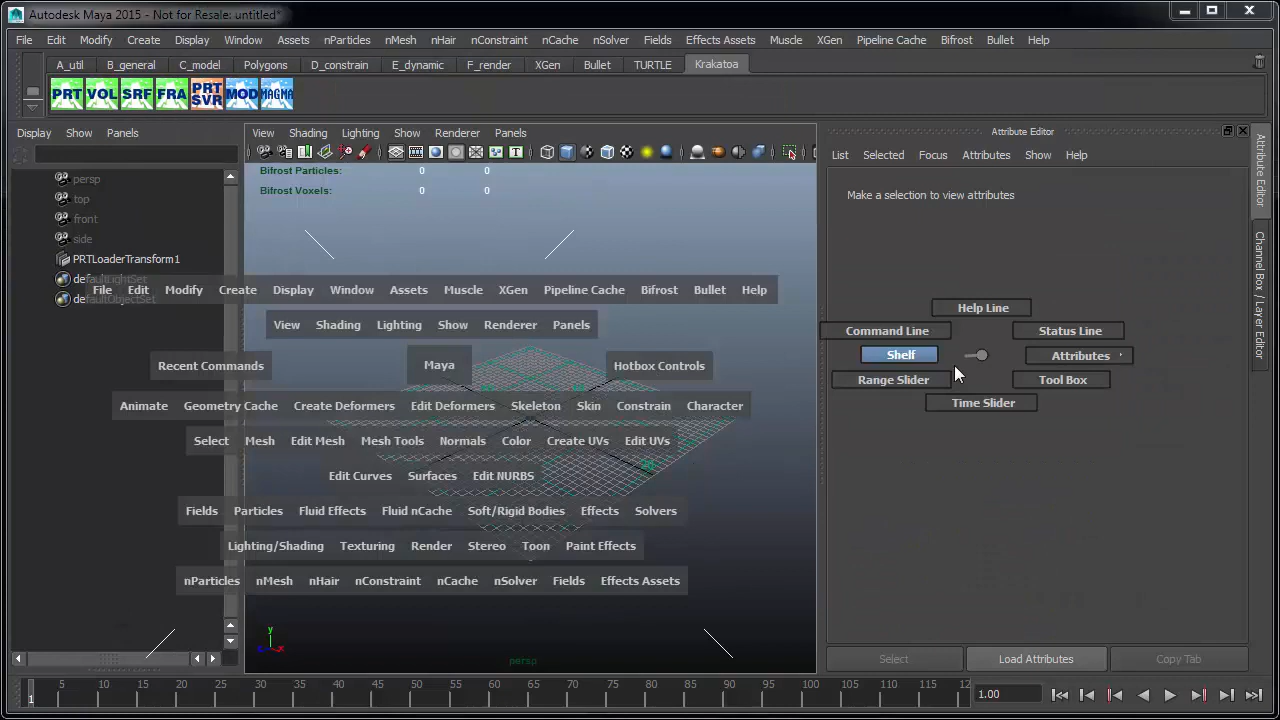 Autodesk Maya 2015 - Not for Resale: untitled*
File Edit Modify Create Display Window Assets nParticles nMesh nHair nConstraint nCache nSolver Fields Effects Assets Muscle XGen Pipeline Cache Bifrost Bullet Help
A_util B_general C_model Polygons D_constrain E_dynamic F_render XGen Bullet TURTLE Krakatoa
PRT VOL SRF FRA PRT SVR MOD MAGMA
Display Show Panels
View Shading Lighting Show Renderer Panels
Attribute Editor
List Selected Focus Attributes Show Help
T
Bifrost Particles: 0 0
Bifrost Voxels: 0 0
Make a selection to view attributes
persp
top
front
side
PRTLoaderTransform1
defaultLightSet
defaultObjectSet
File Edit Modify Create Display Window Assets Muscle XGen Pipeline Cache Bifrost Bullet Help
View Shading Lighting Show Renderer Panels
Recent Commands Maya Hotbox Controls
Animate Geometry Cache Create Deformers Edit Deformers Skeleton Skin Constrain Character
Select Mesh Edit Mesh Mesh Tools Normals Color Create UVs Edit UVs
Edit Curves Surfaces Edit NURBS
Fields Particles Fluid Effects Fluid nCache Soft/Rigid Bodies Effects Solvers
Lighting/Shading Texturing Render Stereo Toon Paint Effects
nParticles nMesh nHair nConstraint nCache nSolver Fields Effects Assets
Help Line
Command Line Status Line
Shelf Attributes
Range Slider Tool Box
Time Slider
Attribute Editor
Channel Box / Layer Editor
y
x
persp
Select Load Attributes Copy Tab
1 5 10 15 20 25 30 35 40 45 50 55 60 65 70 75 80 85 90 95 100 105 110 115 12
1.00